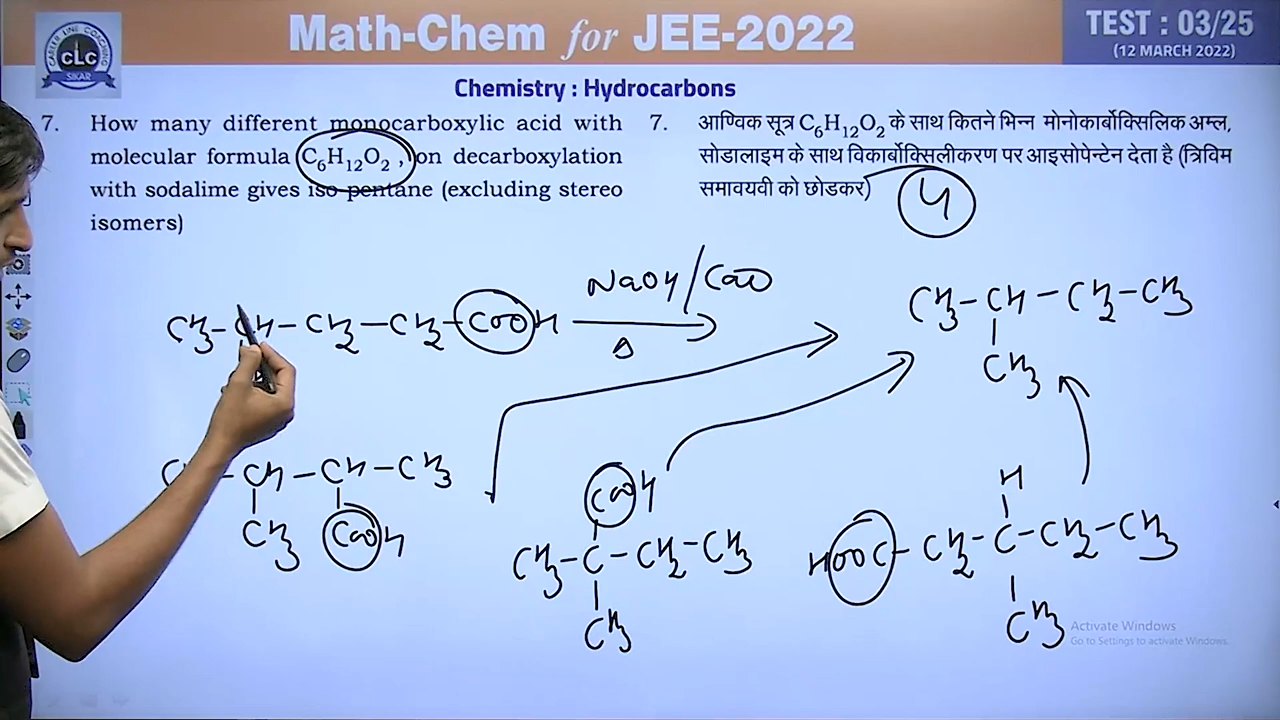 Math-Chem for JEE-2022
TEST : 03/25
(12 MARCH 2022)
CAREER LINE COACHING
CLC
SIKAR
Chemistry : Hydrocarbons
7. How many different monocarboxylic acid with
molecular formula C₆H₁₂O₂ , on decarboxylation
with sodalime gives iso-pentane (excluding stereo
isomers)
7. आण्विक सूत्र C₆H₁₂O₂ के साथ कितने भिन्न मोनोकार्बोक्सिलिक अम्ल,
सोडालाइम के साथ विकार्बोक्सिलीकरण पर आइसोपेन्टेन देता है (त्रिविम
समावयवी को छोडकर)
4
CH₃-CH-CH₂-CH₂-COOH
NaOH/CaO
Δ
CH₃-CH-CH₂-CH₃
CH₃
CH-CH-CH₃
CH₃ COOH
COOH
CH₃-C-CH₂-CH₃
CH₃
H
HOOC-CH₂-C-CH₂-CH₃
CH₃
Activate Windows
Go to Settings to activate Windows.